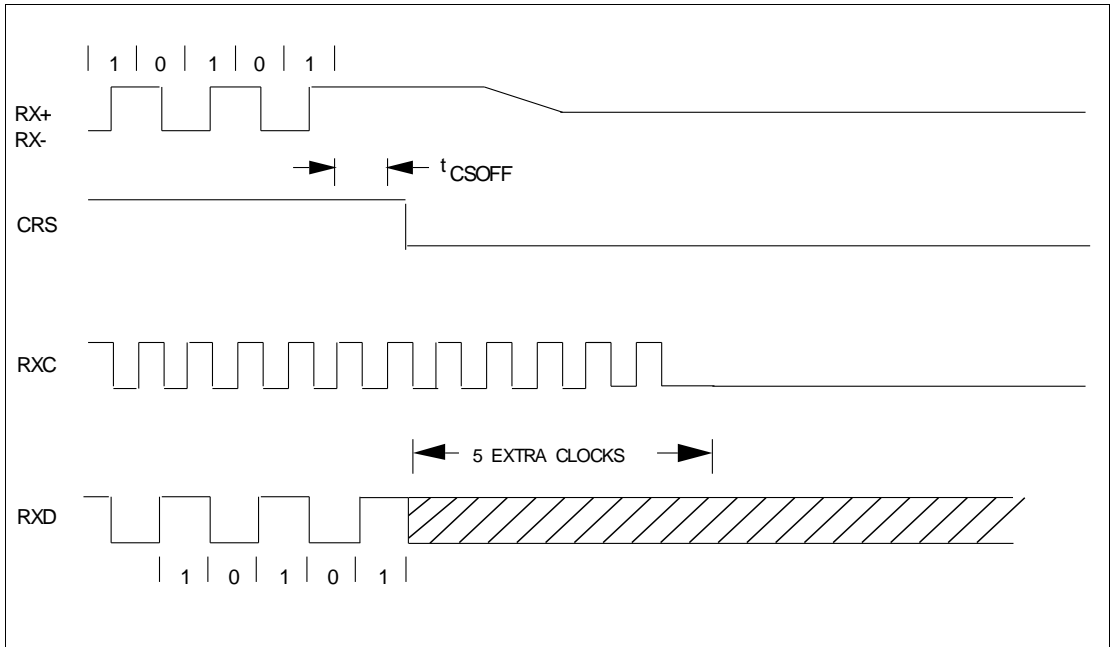 1 0 1 0 1
RX+
RX-
tCSOFF
CRS
RXC
5 EXTRA CLOCKS
RXD
1 0 1 0 1